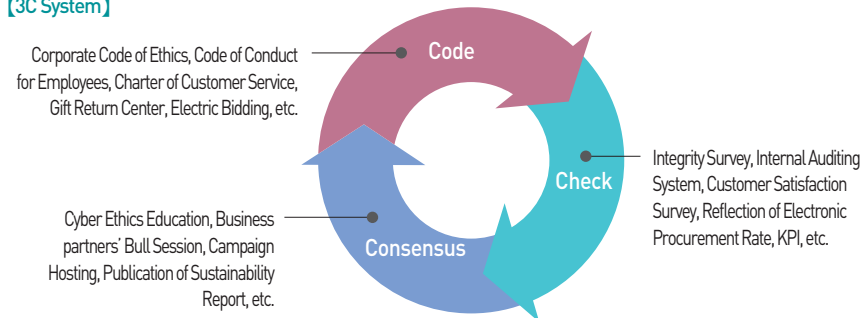 【3C System】
Corporate Code of Ethics, Code of Conduct
for Employees, Charter of Customer Service,
Gift Return Center, Electric Bidding, etc.
Code
Check
Integrity Survey, Internal Auditing
System, Customer Satisfaction
Survey, Reflection of Electronic
Procurement Rate, KPI, etc.
Consensus
Cyber Ethics Education, Business
partners' Bull Session, Campaign
Hosting, Publication of Sustainability
Report, etc.